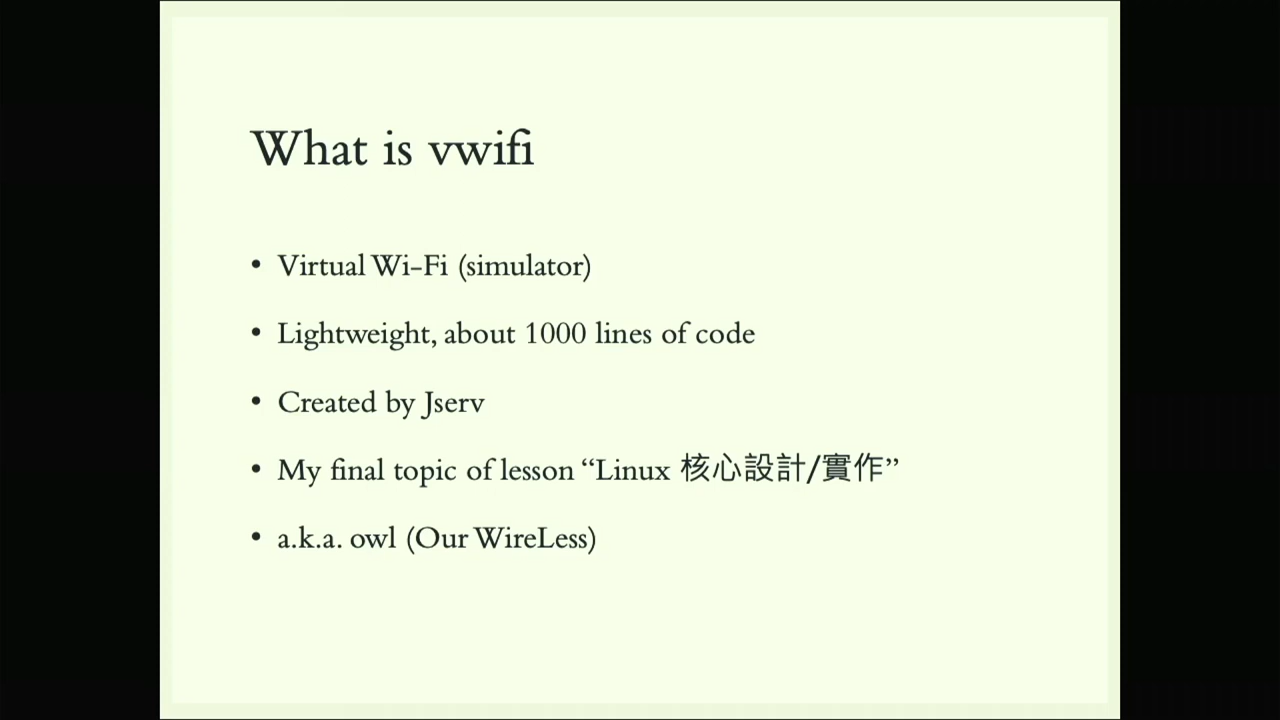 What is vwifi
• Virtual Wi-Fi (simulator)
• Lightweight, about 1000 lines of code
• Created by Jserv
• My final topic of lesson “Linux 核心設計/實作”
• a.k.a. owl (Our WireLess)